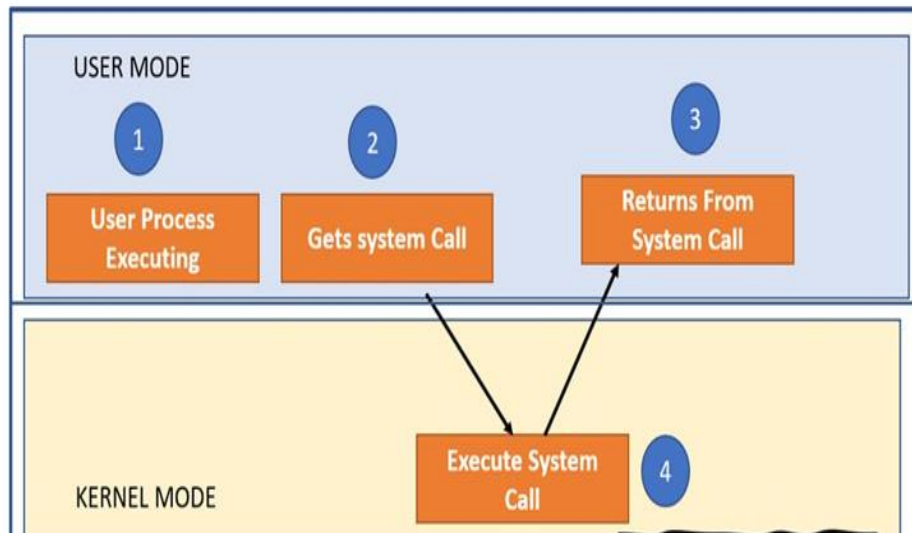 USER MODE
1
2
3
User Process
Executing
Gets system Call
Returns From
System Call
Execute System
Call
4
KERNEL MODE